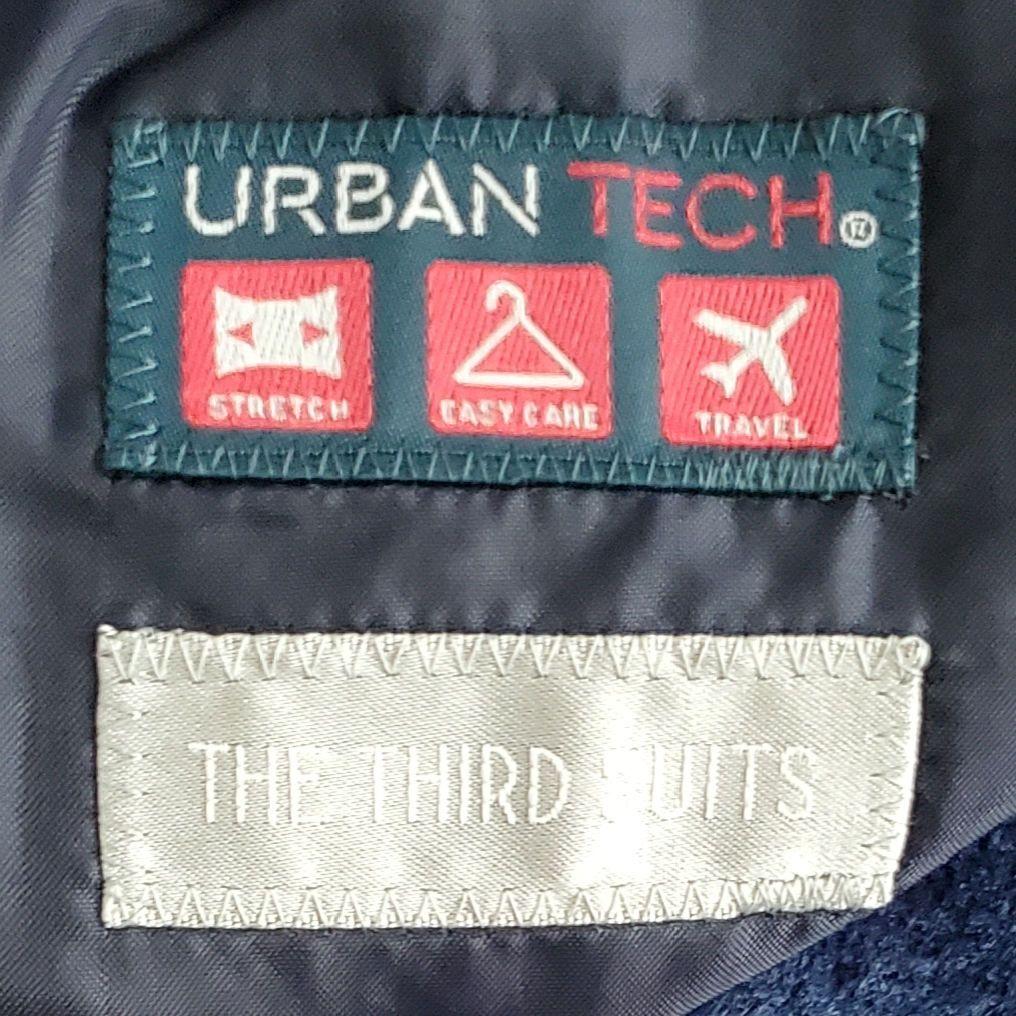 URBAN TECH®
STRETCH
EASY CARE
TRAVEL
THE THIRD SUITS